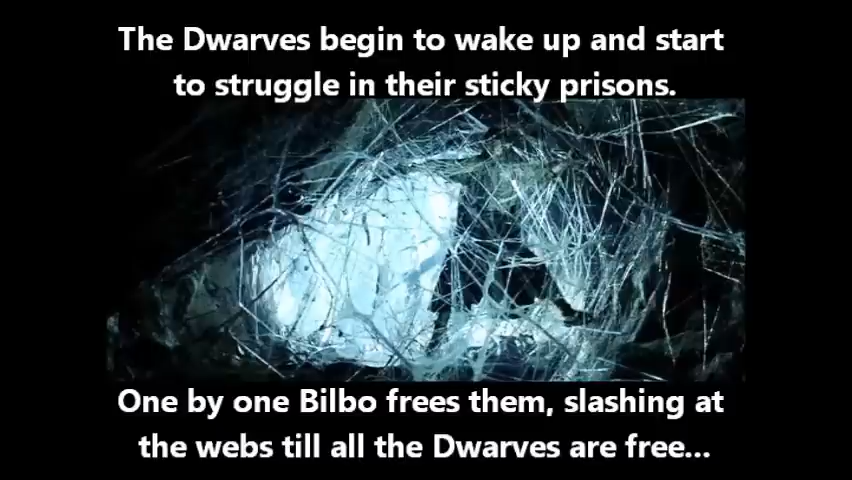 The Dwarves begin to wake up and start
to struggle in their sticky prisons.
One by one Bilbo frees them, slashing at
the webs till all the Dwarves are free...